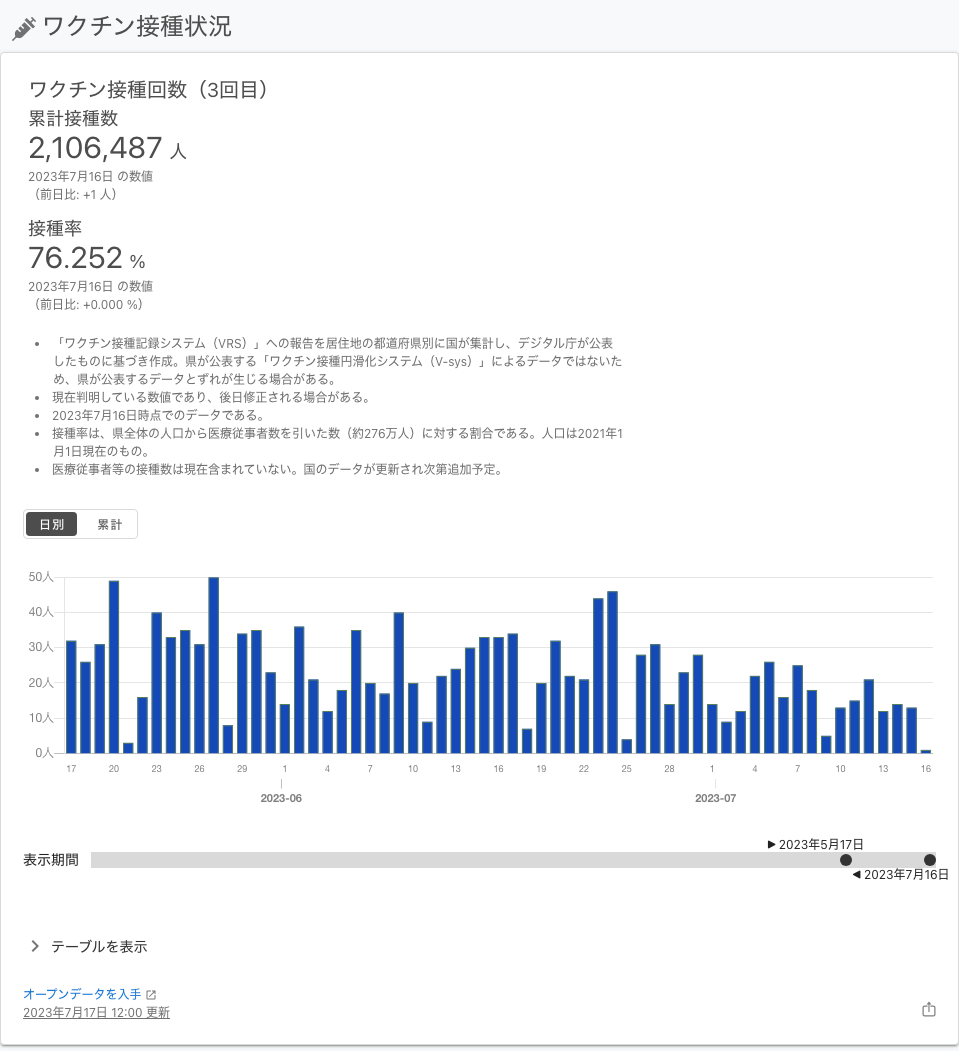 ワクチン接種状況
ワクチン接種回数（3回目）
累計接種数
2,106,487 人
2023年7月16日 の数値
（前日比: +1 人）
接種率
76.252 %
2023年7月16日 の数値
（前日比: +0.000 %）
• 「ワクチン接種記録システム（VRS）」への報告を居住地の都道府県別に国が集計し、デジタル庁が公表
したものに基づき作成。県が公表する「ワクチン接種円滑化システム（V-sys）」によるデータではないた
め、県が公表するデータとずれが生じる場合がある。
• 現在判明している数値であり、後日修正される場合がある。
• 2023年7月16日時点でのデータである。
• 接種率は、県全体の人口から医療従事者数を引いた数（約276万人）に対する割合である。人口は2021年1
月1日現在のもの。
• 医療従事者等の接種数は現在含まれていない。国のデータが更新され次第追加予定。
日別 累計
50人
40人
30人
20人
10人
0人
17 20 23 26 29 1 4 7 10 13 16 19 22 25 28 1 4 7 10 13 16
2023-06 2023-07
▶ 2023年5月17日
表示期間
◀ 2023年7月16日
テーブルを表示
オープンデータを入手
2023年7月17日 12:00 更新